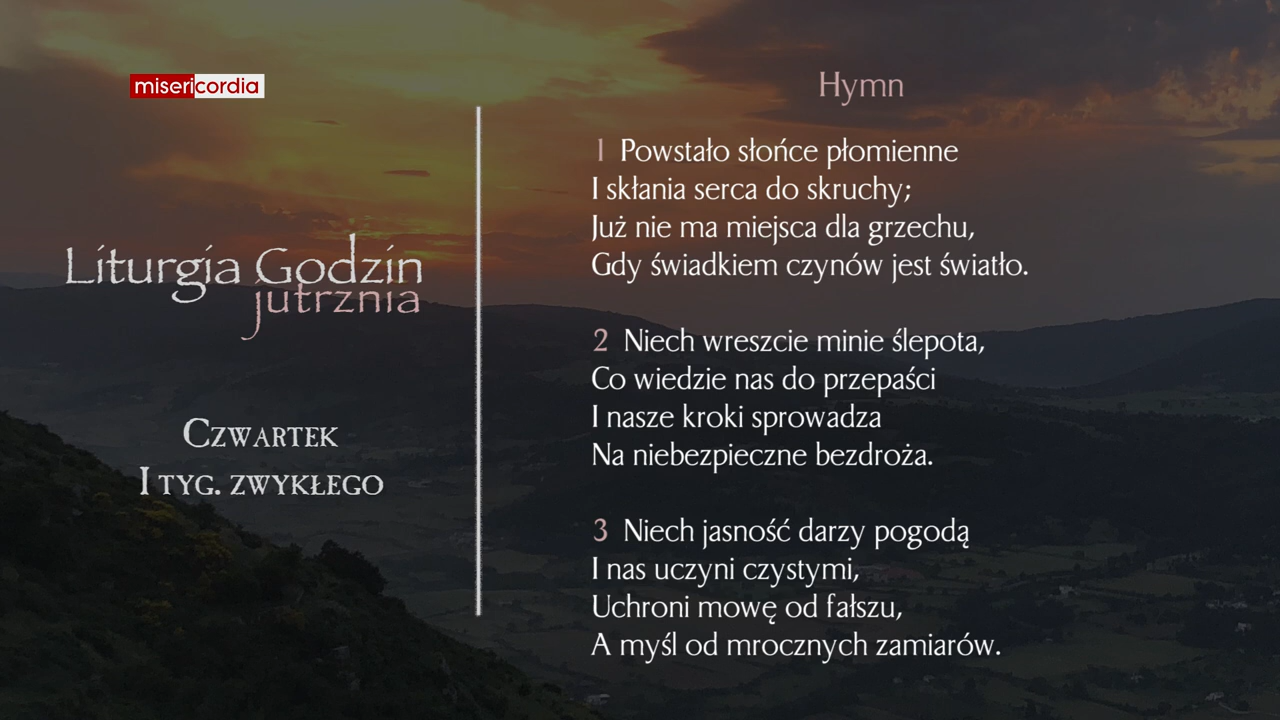 misericordia
Liturgia Godzin
jutrznia
Czwartek
I tyg. zwykłego
Hymn
1 Powstało słońce płomienne
I skłania serca do skruchy;
Już nie ma miejsca dla grzechu,
Gdy świadkiem czynów jest światło.
2 Niech wreszcie minie ślepota,
Co wiedzie nas do przepaści
I nasze kroki sprowadza
Na niebezpieczne bezdroża.
3 Niech jasność darzy pogodą
I nas uczyni czystymi,
Uchroni mowę od fałszu,
A myśl od mrocznych zamiarów.